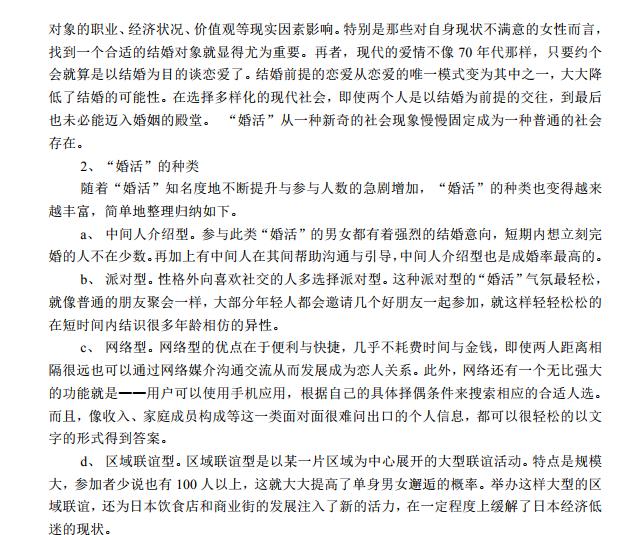 对象的职业、经济状况、价值观等现实因素影响。特别是那些对自身现状不满意的女性而言，
找到一个合适的结婚对象就显得尤为重要。再者，现代的爱情不像 70 年代那样，只要约个
会就算是以结婚为目的谈恋爱了。结婚前提的恋爱从恋爱的唯一模式变为其中之一，大大降
低了结婚的可能性。在选择多样化的现代社会，即使两个人是以结婚为前提的交往，到最后
也未必能迈入婚姻的殿堂。 “婚活”从一种新奇的社会现象慢慢固定成为一种普通的社会
存在。
2、“婚活”的种类
随着“婚活”知名度地不断提升与参与人数的急剧增加，“婚活”的种类也变得越来
越丰富，简单地整理归纳如下。
a、 中间人介绍型。参与此类“婚活”的男女都有着强烈的结婚意向，短期内想立刻完
婚的人不在少数。再加上有中间人在其间帮助沟通与引导，中间人介绍型也是成婚率最高的。
b、 派对型。性格外向喜欢社交的人多选择派对型。这种派对型的“婚活”气氛最轻松，
就像普通的朋友聚会一样，大部分年轻人都会邀请几个好朋友一起参加，就这样轻轻松松的
在短时间内结识很多年龄相仿的异性。
c、 网络型。网络型的优点在于便利与快捷，几乎不耗费时间与金钱，即使两人距离相
隔很远也可以通过网络媒介沟通交流从而发展成为恋人关系。此外，网络还有一个无比强大
的功能就是——用户可以使用手机应用，根据自己的具体择偶条件来搜索相应的合适人选。
而且，像收入、家庭成员构成等这一类面对面很难问出口的个人信息，都可以很轻松的以文
字的形式得到答案。
d、 区域联谊型。区域联谊型是以某一片区域为中心展开的大型联谊活动。特点是规模
大，参加者少说也有 100 人以上，这就大大提高了单身男女邂逅的概率。举办这样大型的区
域联谊，还为日本饮食店和商业街的发展注入了新的活力，在一定程度上缓解了日本经济低
迷的现状。